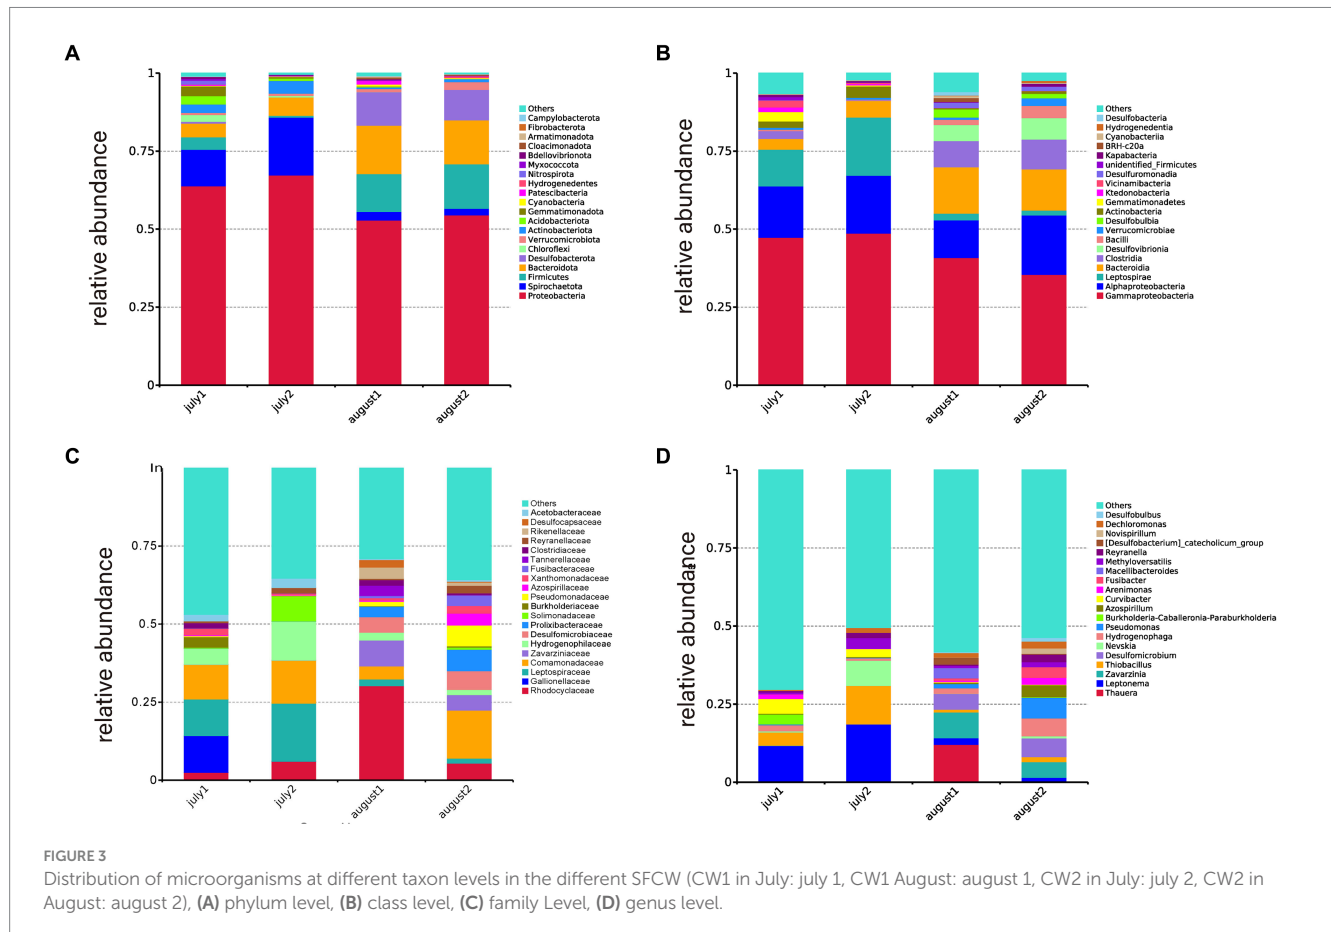 A
1
0.75
0.5
0.25
0
relative abundance
july1
july2
august1
august2
Others
Campylobacterota
Fibrobacterota
Armatimonadota
Cloacimonadota
Bdellovibrionota
Myxococcota
Nitrospirota
Hydrogenedentes
Patescibacteria
Cyanobacteria
Gemmatimonadota
Acidobacteriota
Actinobacteriota
Verrucomicrobiota
Chloroflexi
Desulfobacterota
Bacteroidota
Firmicutes
Spirochaetota
Proteobacteria
B
1
0.75
0.5
0.25
0
relative abundance
july1
july2
august1
august2
Others
Desulfobacteria
Hydrogenedentia
Cyanobacteriia
BRH-c20a
Kapabacteria
unidentified_Firmicutes
Desulfuromonadia
Vicinamibacteria
Ktedonobacteria
Gemmatimonadetes
Actinobacteria
Desulfobulbia
Verrucomicrobiae
Bacilli
Desulfovibrionia
Clostridia
Bacteroidia
Leptospirae
Alphaproteobacteria
Gammaproteobacteria
C
0.75
0.5
0.25
0
relative abundance
july1
july2
august1
august2
Others
Acetobacteraceae
Desulfocapsaceae
Rikenellaceae
Reyranellaceae
Clostridiaceae
Tannerellaceae
Fusibacteraceae
Xanthomonadaceae
Azospirillaceae
Pseudomonadaceae
Burkholderiaceae
Solimonadaceae
Prolixibacteraceae
Desulfomicrobiaceae
Hydrogenophilaceae
Zavarziniaceae
Comamonadaceae
Leptospiraceae
Gallionellaceae
Rhodocyclaceae
D
1
0.75
0.5
0.25
0
relative abundance
july1
july2
august1
august2
Others
Desulfobulbus
Dechloromonas
Novispirillum
[Desulfobacterium]_catecholicum_group
Reyranella
Methyloversatilis
Macellibacteroides
Fusibacter
Arenimonas
Curvibacter
Azospirillum
Burkholderia-Caballeronia-Paraburkholderia
Pseudomonas
Hydrogenophaga
Nevskia
Desulfomicrobium
Thiobacillus
Zavarzinia
Leptonema
Thauera
FIGURE 3
Distribution of microorganisms at different taxon levels in the different SFCW (CW1 in July: july 1, CW1 August: august 1, CW2 in July: july 2, CW2 in
August: august 2), (A) phylum level, (B) class level, (C) family Level, (D) genus level.